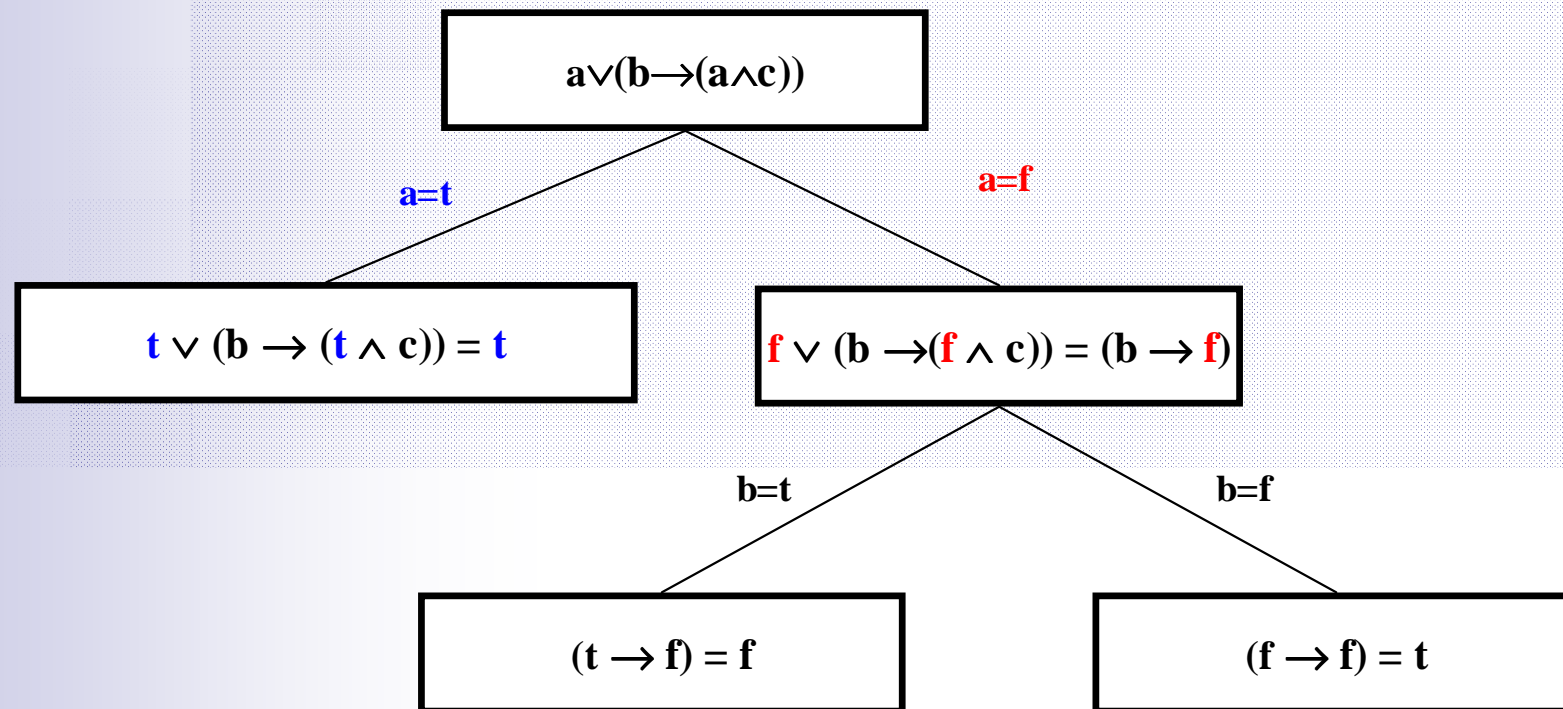 a∨(b→(a∧c))
a=t
a=f
t ∨ (b → (t ∧ c)) = t
f ∨ (b →(f ∧ c)) = (b → f)
b=t
b=f
(t → f) = f
(f → f) = t